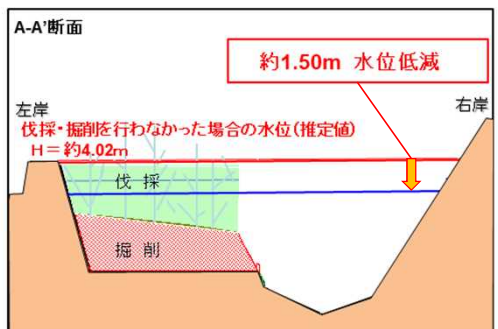 A-A’断面
約1.50m 水位低減
左岸
右岸
伐採・掘削を行わなかった場合の水位(推定値)
H=約4.02m
伐 採
掘 削